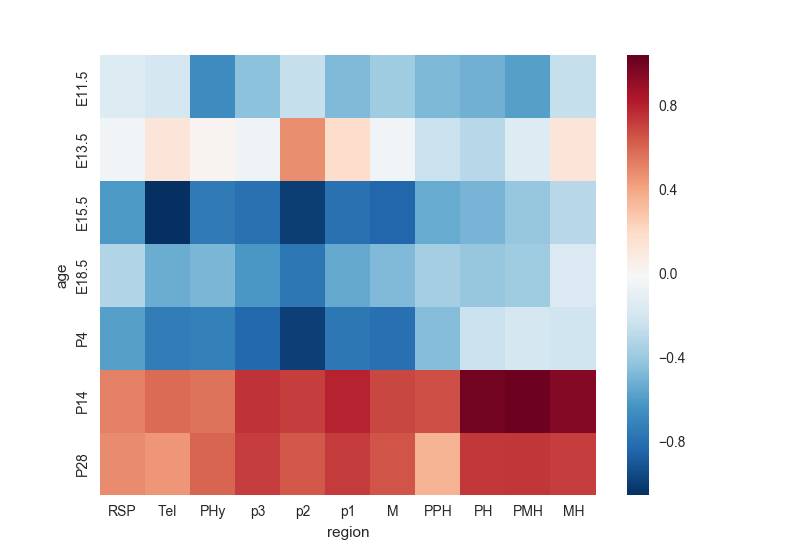 age
E11.5
E13.5
E15.5
E18.5
P4
P14
P28
RSP Tel PHy p3 p2 p1 M PPH PH PMH MH
region
0.8
0.4
0.0
−0.4
−0.8